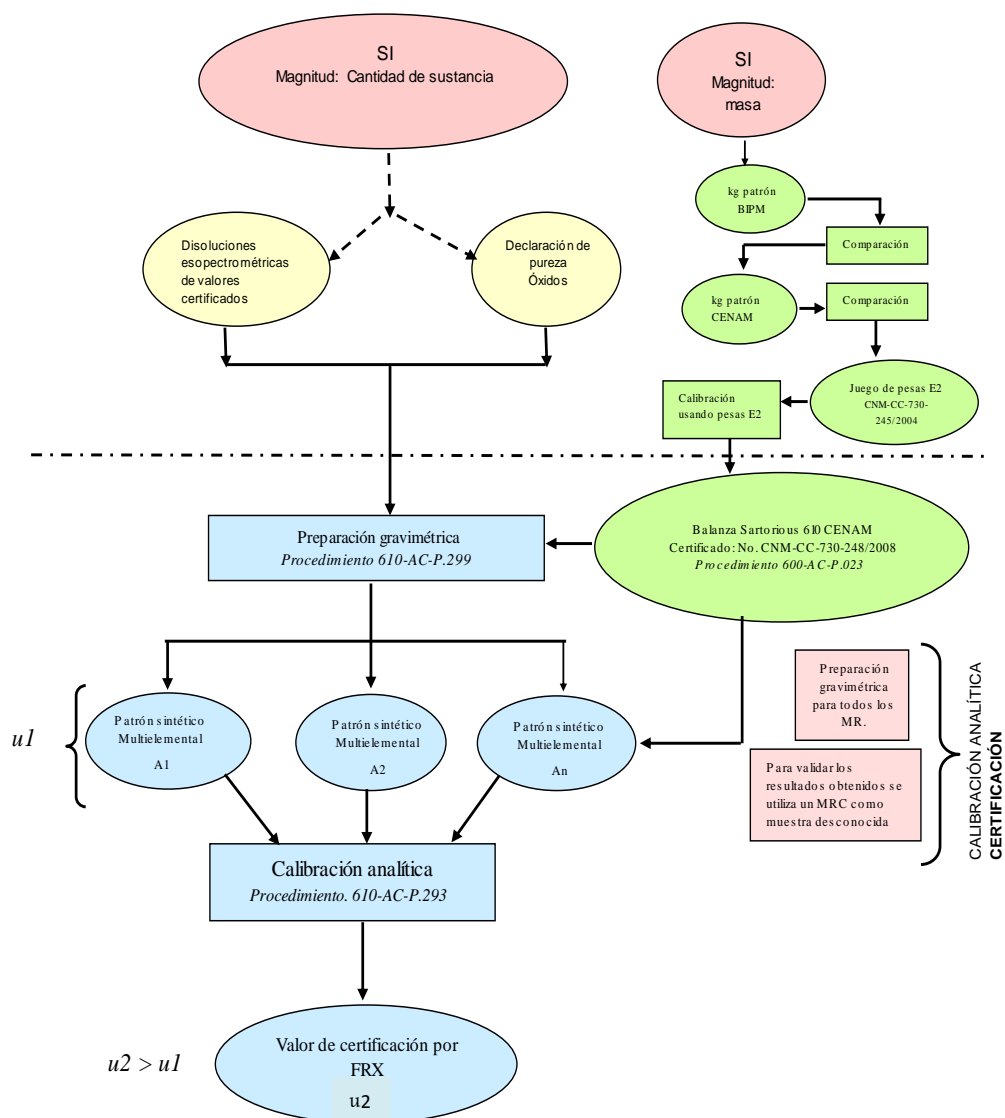 SI
Magnitud: Cantidad de sustancia
SI
Magnitud:
masa
kg patrón
BIPM
Comparación
kg patrón
CENAM
Comparación
Juego de pesas E2
CNM-CC-730-
245/2004
Calibración
usando pesas E2
Disoluciones
esopectrométricas
de valores
certificados
Declaración de
pureza
Óxidos
Preparación gravimétrica
Procedimiento 610-AC-P.299
Balanza Sartorious 610 CENAM
Certificado: No. CNM-CC-730-248/2008
Procedimiento 600-AC-P.023
u1
Patrón sintético
Multielemental
A1
Patrón sintético
Multielemental
A2
Patrón sintético
Multielemental
An
Preparación
gravimétrica
para todos los
MR.
Para validar los
resultados obtenidos se
utiliza un MRC como
muestra desconocida
CALIBRACIÓN ANALÍTICA
CERTIFICACIÓN
Calibración analítica
Procedimiento. 610-AC-P.293
u2 > u1
Valor de certificación por
FRX
u2